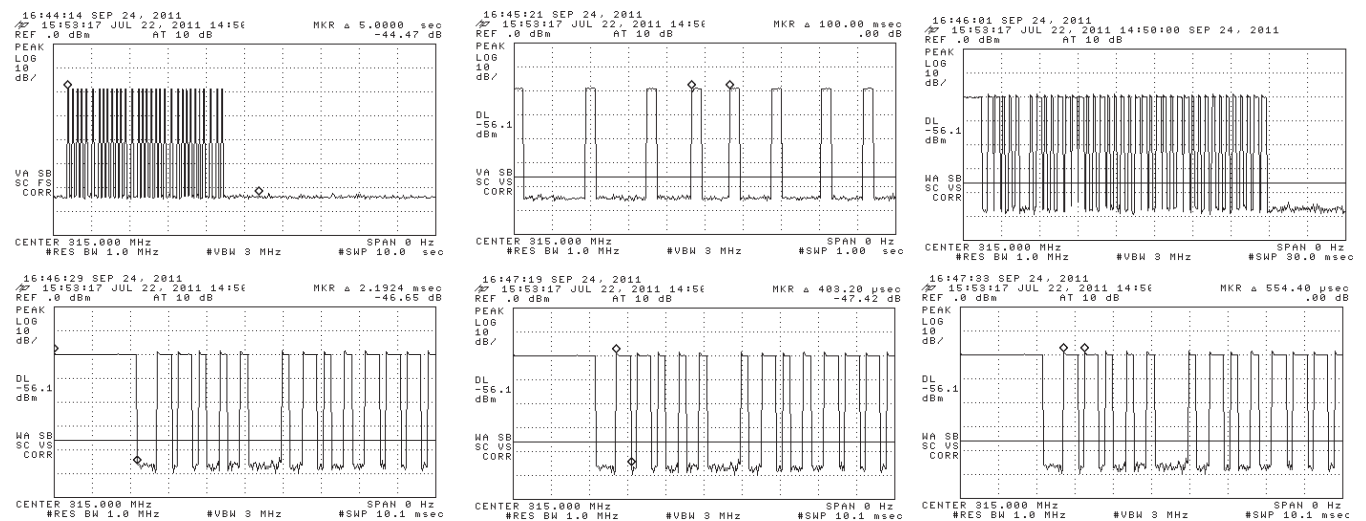 16:44:14 SEP 24, 2011
15:53:17 JUL 22, 2011 14:56 MKR Δ 5.0000 sec
REF .0 dBm AT 10 dB -44.47 dB
PEAK
LOG
10
dB/
DL
-56.1
dBm
VA SB
SC FS
CORR
CENTER 315.000 MHz SPAN 0 Hz
#RES BW 1.0 MHz #VBW 3 MHz #SWP 10.0 sec
16:45:21 SEP 24, 2011
15:53:17 JUL 22, 2011 14:56 MKR Δ 100.00 msec
REF .0 dBm AT 10 dB .00 dB
PEAK
LOG
10
dB/
DL
-56.1
dBm
VA SB
SC VS
CORR
CENTER 315.000 MHz SPAN 0 Hz
#RES BW 1.0 MHz #VBW 3 MHz #SWP 1.00 sec
16:46:01 SEP 24, 2011
15:53:17 JUL 22, 2011 14:50:00 SEP 24, 2011
REF .0 dBm AT 10 dB
PEAK
LOG
10
dB/
DL
-56.1
dBm
WA SB
SC VS
CORR
CENTER 315.000 MHz SPAN 0 Hz
#RES BW 1.0 MHz #VBW 3 MHz #SWP 30.0 msec
16:46:29 SEP 24, 2011
15:53:17 JUL 22, 2011 14:56 MKR Δ 2.1924 msec
REF .0 dBm AT 10 dB -46.65 dB
PEAK
LOG
10
dB/
DL
-56.1
dBm
WA SB
SC VS
CORR
CENTER 315.000 MHz SPAN 0 Hz
#RES BW 1.0 MHz #VBW 3 MHz #SWP 10.1 msec
16:47:19 SEP 24, 2011
15:53:17 JUL 22, 2011 14:56 MKR Δ 403.20 μsec
REF .0 dBm AT 10 dB -47.42 dB
PEAK
LOG
10
dB/
DL
-56.1
dBm
WA SB
SC VS
CORR
CENTER 315.000 MHz SPAN 0 Hz
#RES BW 1.0 MHz #VBW 3 MHz #SWP 10.1 msec
16:47:33 SEP 24, 2011
15:53:17 JUL 22, 2011 14:56 MKR Δ 554.40 μsec
REF .0 dBm AT 10 dB .00 dB
PEAK
LOG
10
dB/
DL
-56.1
dBm
WA SB
SC VS
CORR
CENTER 315.000 MHz SPAN 0 Hz
#RES BW 1.0 MHz #VBW 3 MHz #SWP 10.1 msec